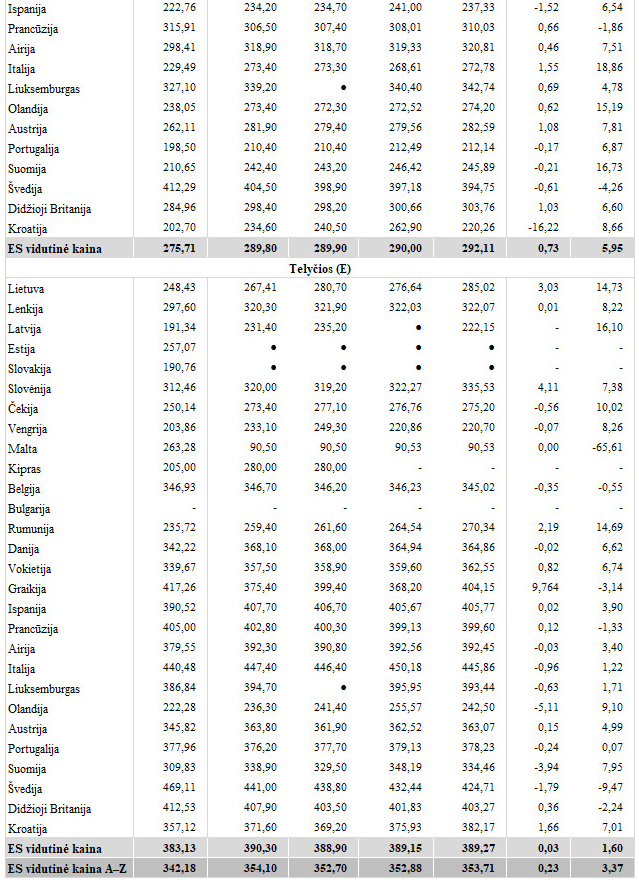 Ispanija 222,76 234,20 234,70 241,00 237,33 -1,52 6,54
Prancūzija 315,91 306,50 307,40 308,01 310,03 0,66 -1,86
Airija 298,41 318,90 318,70 319,33 320,81 0,46 7,51
Italija 229,49 273,40 273,30 268,61 272,78 1,55 18,86
Liuksemburgas 327,10 339,20 ● 340,40 342,74 0,69 4,78
Olandija 238,05 273,40 272,30 272,52 274,20 0,62 15,19
Austrija 262,11 281,90 279,40 279,56 282,59 1,08 7,81
Portugalija 198,50 210,40 210,40 212,49 212,14 -0,17 6,87
Suomija 210,65 242,40 243,20 246,42 245,89 -0,21 16,73
Švedija 412,29 404,50 398,90 397,18 394,75 -0,61 -4,26
Didžioji Britanija 284,96 298,40 298,20 300,66 303,76 1,03 6,60
Kroatija 202,70 234,60 240,50 262,90 220,26 -16,22 8,66
ES vidutinė kaina 275,71 289,80 289,90 290,00 292,11 0,73 5,95
Telyčios (E)
Lietuva 248,43 267,41 280,70 276,64 285,02 3,03 14,73
Lenkija 297,60 320,30 321,90 322,03 322,07 0,01 8,22
Latvija 191,34 231,40 235,20 ● 222,15 - 16,10
Estija 257,07 ● ● ● ● - -
Slovakija 190,76 ● ● ● ● - -
Slovėnija 312,46 320,00 319,20 322,27 335,53 4,11 7,38
Čekija 250,14 273,40 277,10 276,76 275,20 -0,56 10,02
Vengrija 203,86 233,10 249,30 220,86 220,70 -0,07 8,26
Malta 263,28 90,50 90,50 90,53 90,53 0,00 -65,61
Kipras 205,00 280,00 280,00 - - - -
Belgija 346,93 346,70 346,20 346,23 345,02 -0,35 -0,55
Bulgarija - - - - - - -
Rumunija 235,72 259,40 261,60 264,54 270,34 2,19 14,69
Danija 342,22 368,10 368,00 364,94 364,86 -0,02 6,62
Vokietija 339,67 357,50 358,90 359,60 362,55 0,82 6,74
Graikija 417,26 375,40 399,40 368,20 404,15 9,764 -3,14
Ispanija 390,52 407,70 406,70 405,67 405,77 0,02 3,90
Prancūzija 405,00 402,80 400,30 399,13 399,60 0,12 -1,33
Airija 379,55 392,30 390,80 392,56 392,45 -0,03 3,40
Italija 440,48 447,40 446,40 450,18 445,86 -0,96 1,22
Liuksemburgas 386,84 394,70 ● 395,95 393,44 -0,63 1,71
Olandija 222,28 236,30 241,40 255,57 242,50 -5,11 9,10
Austrija 345,82 363,80 361,90 362,52 363,07 0,15 4,99
Portugalija 377,96 376,20 377,70 379,13 378,23 -0,24 0,07
Suomija 309,83 338,90 329,50 348,19 334,46 -3,94 7,95
Švedija 469,11 441,00 438,80 432,44 424,71 -1,79 -9,47
Didžioji Britanija 412,53 407,90 403,50 401,83 403,27 0,36 -2,24
Kroatija 357,12 371,60 369,20 375,93 382,17 1,66 7,01
ES vidutinė kaina 383,13 390,30 388,90 389,15 389,27 0,03 1,60
ES vidutinė kaina A–Z 342,18 354,10 352,70 352,88 353,71 0,23 3,37